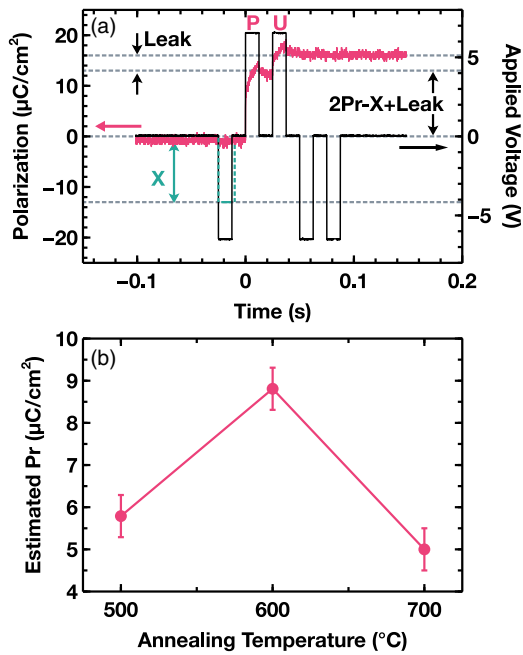 (a)
Leak
P U
2Pr-X+Leak
X
Polarization (µC/cm²)
20
10
0
−10
−20
Applied Voltage (V)
5
0
−5
−0.1 0 0.1 0.2
Time (s)
(b)
Estimated Pr (µC/cm²)
10
9
8
7
6
5
4
500 600 700
Annealing Temperature (°C)